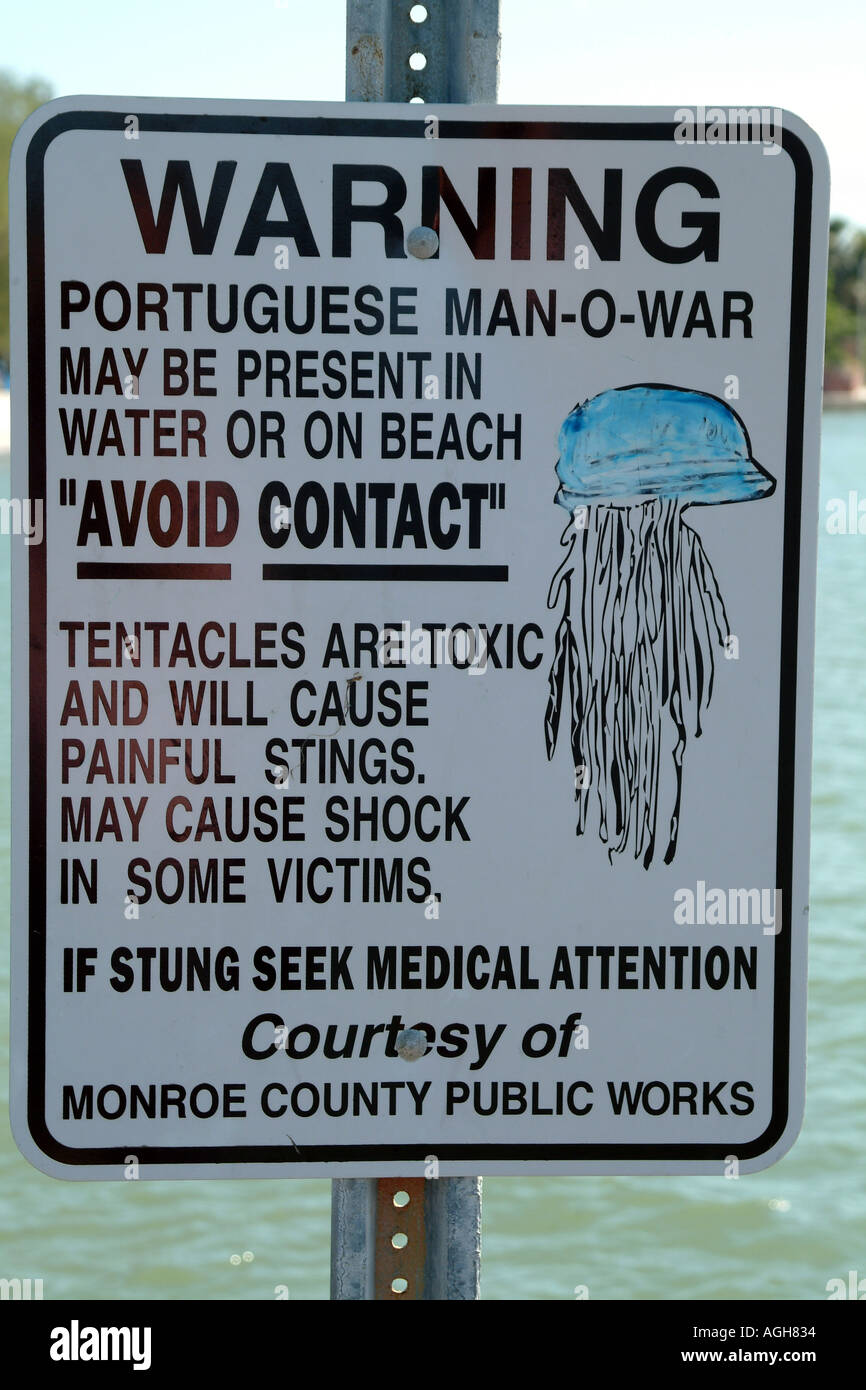 WARNING
PORTUGUESE MAN-O-WAR
MAY BE PRESENT IN
WATER OR ON BEACH
"AVOID CONTACT"
TENTACLES ARE TOXIC
AND WILL CAUSE
PAINFUL STINGS.
MAY CAUSE SHOCK
IN SOME VICTIMS.
IF STUNG SEEK MEDICAL ATTENTION
Courtesy of
MONROE COUNTY PUBLIC WORKS
alamy
Image ID: AGH834
www.alamy.com